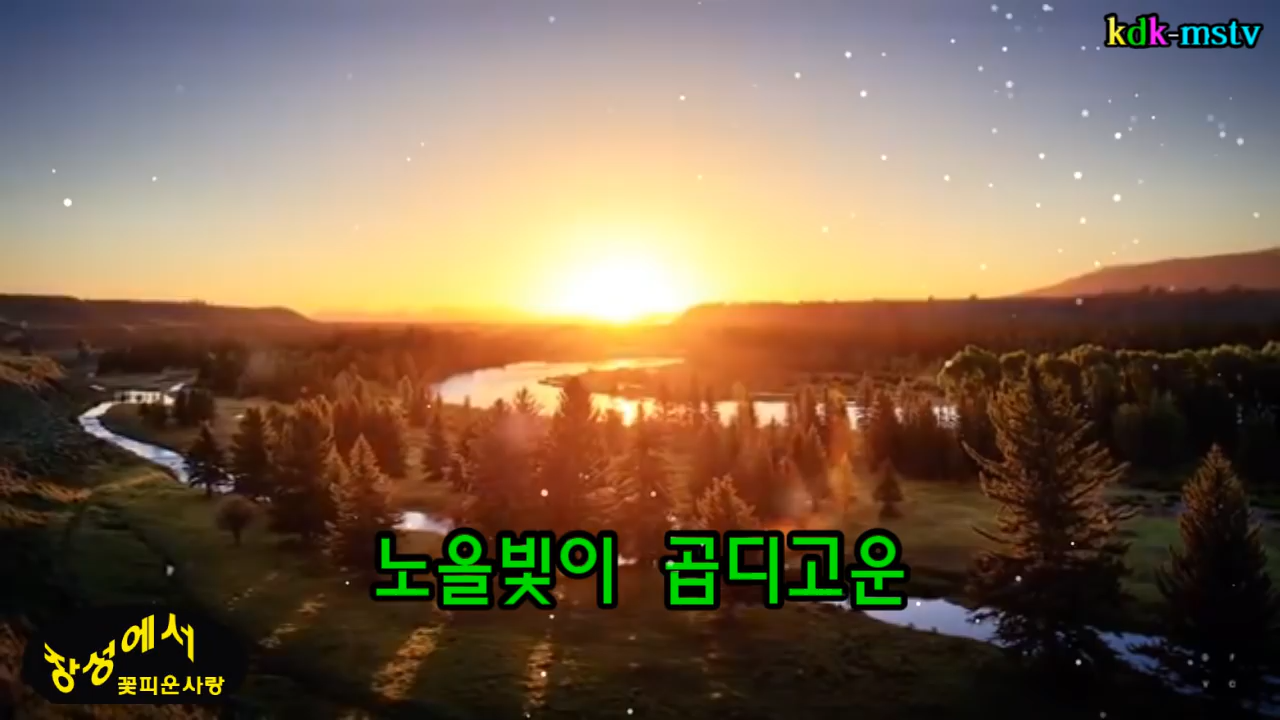 kdk-mstv
노을빛이 곱디고운
장성에서
꽃피운사랑